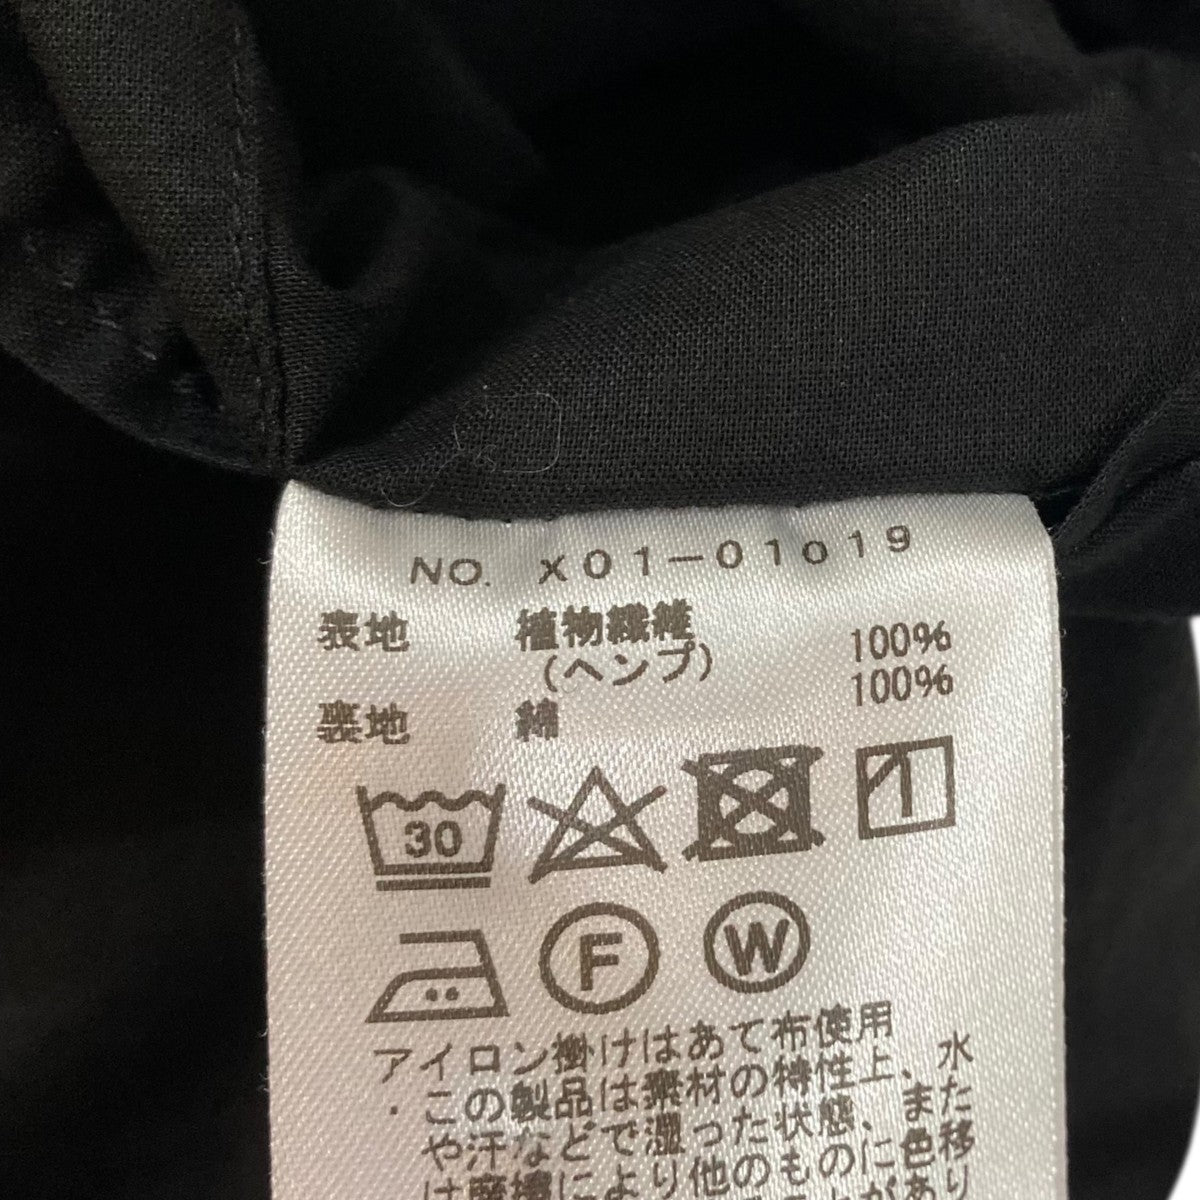 NO. X01-01019
表地 植物繊維 100%
(ヘンプ)
裏地 綿 100%
30
F W
ア イロン掛けはあて布使用
・この製品は素材の特性上、水
や汗などで湿った状態、また
は摩擦により他のものに色移り